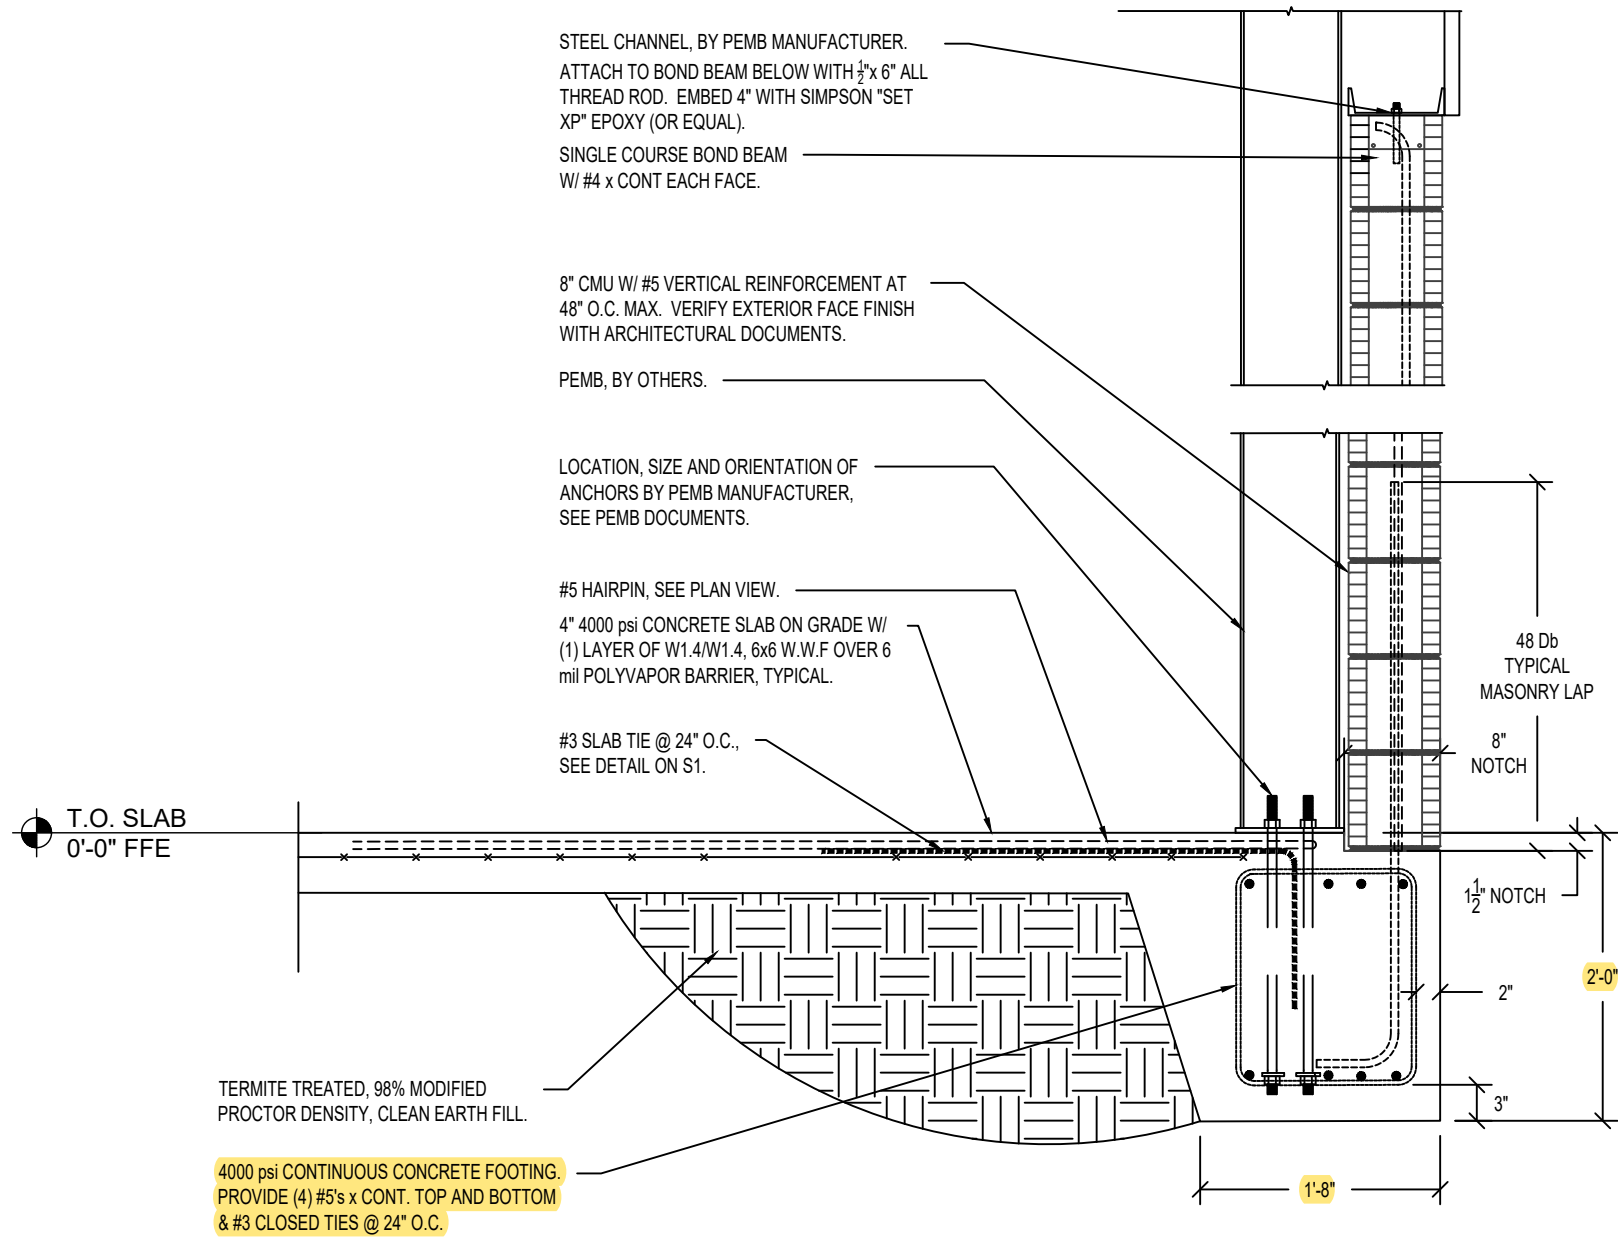 STEEL CHANNEL, BY PEMB MANUFACTURER.
ATTACH TO BOND BEAM BELOW WITH 1/2"x 6" ALL
THREAD ROD.  EMBED 4" WITH SIMPSON "SET
XP" EPOXY (OR EQUAL).
SINGLE COURSE BOND BEAM
W/ #4 x CONT EACH FACE.
8" CMU W/ #5 VERTICAL REINFORCEMENT AT
48" O.C. MAX.  VERIFY EXTERIOR FACE FINISH
WITH ARCHITECTURAL DOCUMENTS.
PEMB, BY OTHERS.
LOCATION, SIZE AND ORIENTATION OF
ANCHORS BY PEMB MANUFACTURER,
SEE PEMB DOCUMENTS.
#5 HAIRPIN, SEE PLAN VIEW.
4" 4000 psi CONCRETE SLAB ON GRADE W/
(1) LAYER OF W1.4/W1.4, 6x6 W.W.F OVER 6
mil POLYVAPOR BARRIER, TYPICAL.
#3 SLAB TIE @ 24" O.C.,
SEE DETAIL ON S1.
48 Db
TYPICAL
MASONRY LAP
8"
NOTCH
T.O. SLAB
0'-0" FFE
1 1/2" NOTCH
2'-0"
2"
3"
TERMITE TREATED, 98% MODIFIED
PROCTOR DENSITY, CLEAN EARTH FILL.
4000 psi CONTINUOUS CONCRETE FOOTING.
PROVIDE (4) #5's x CONT. TOP AND BOTTOM
& #3 CLOSED TIES @ 24" O.C.
1'-8"